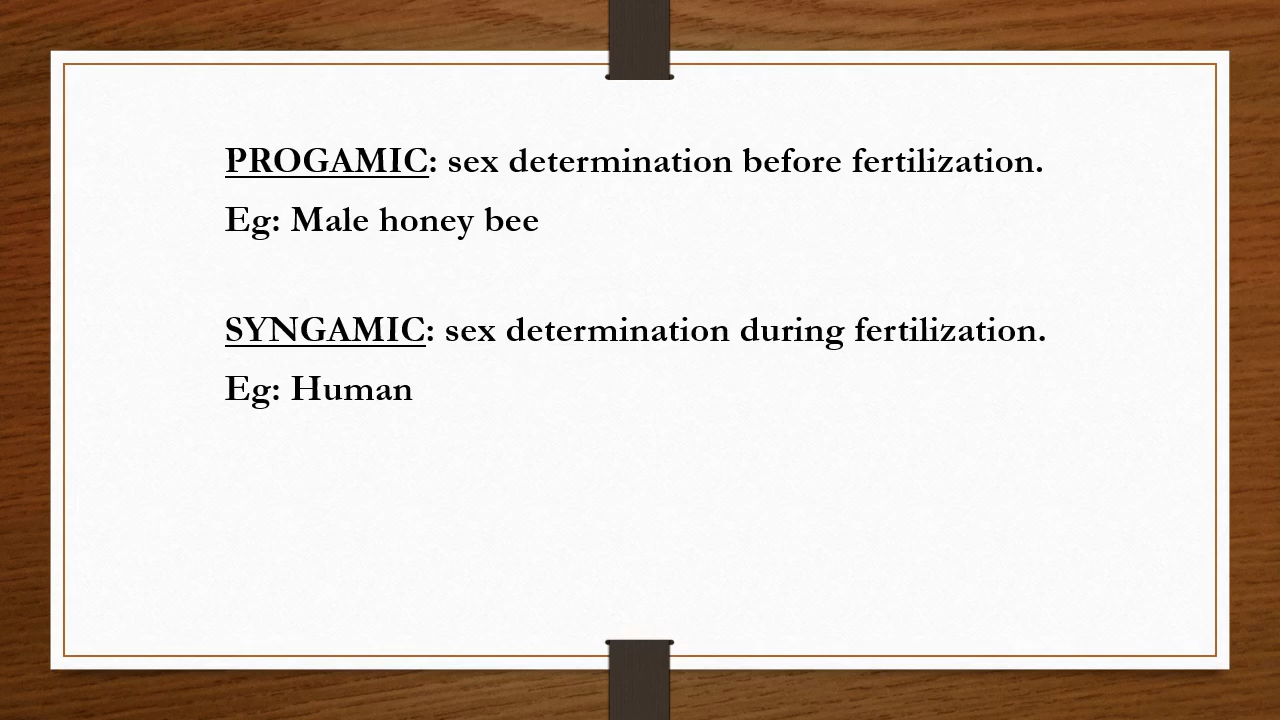 PROGAMIC: sex determination before fertilization.
Eg: Male honey bee
SYNGAMIC: sex determination during fertilization.
Eg: Human